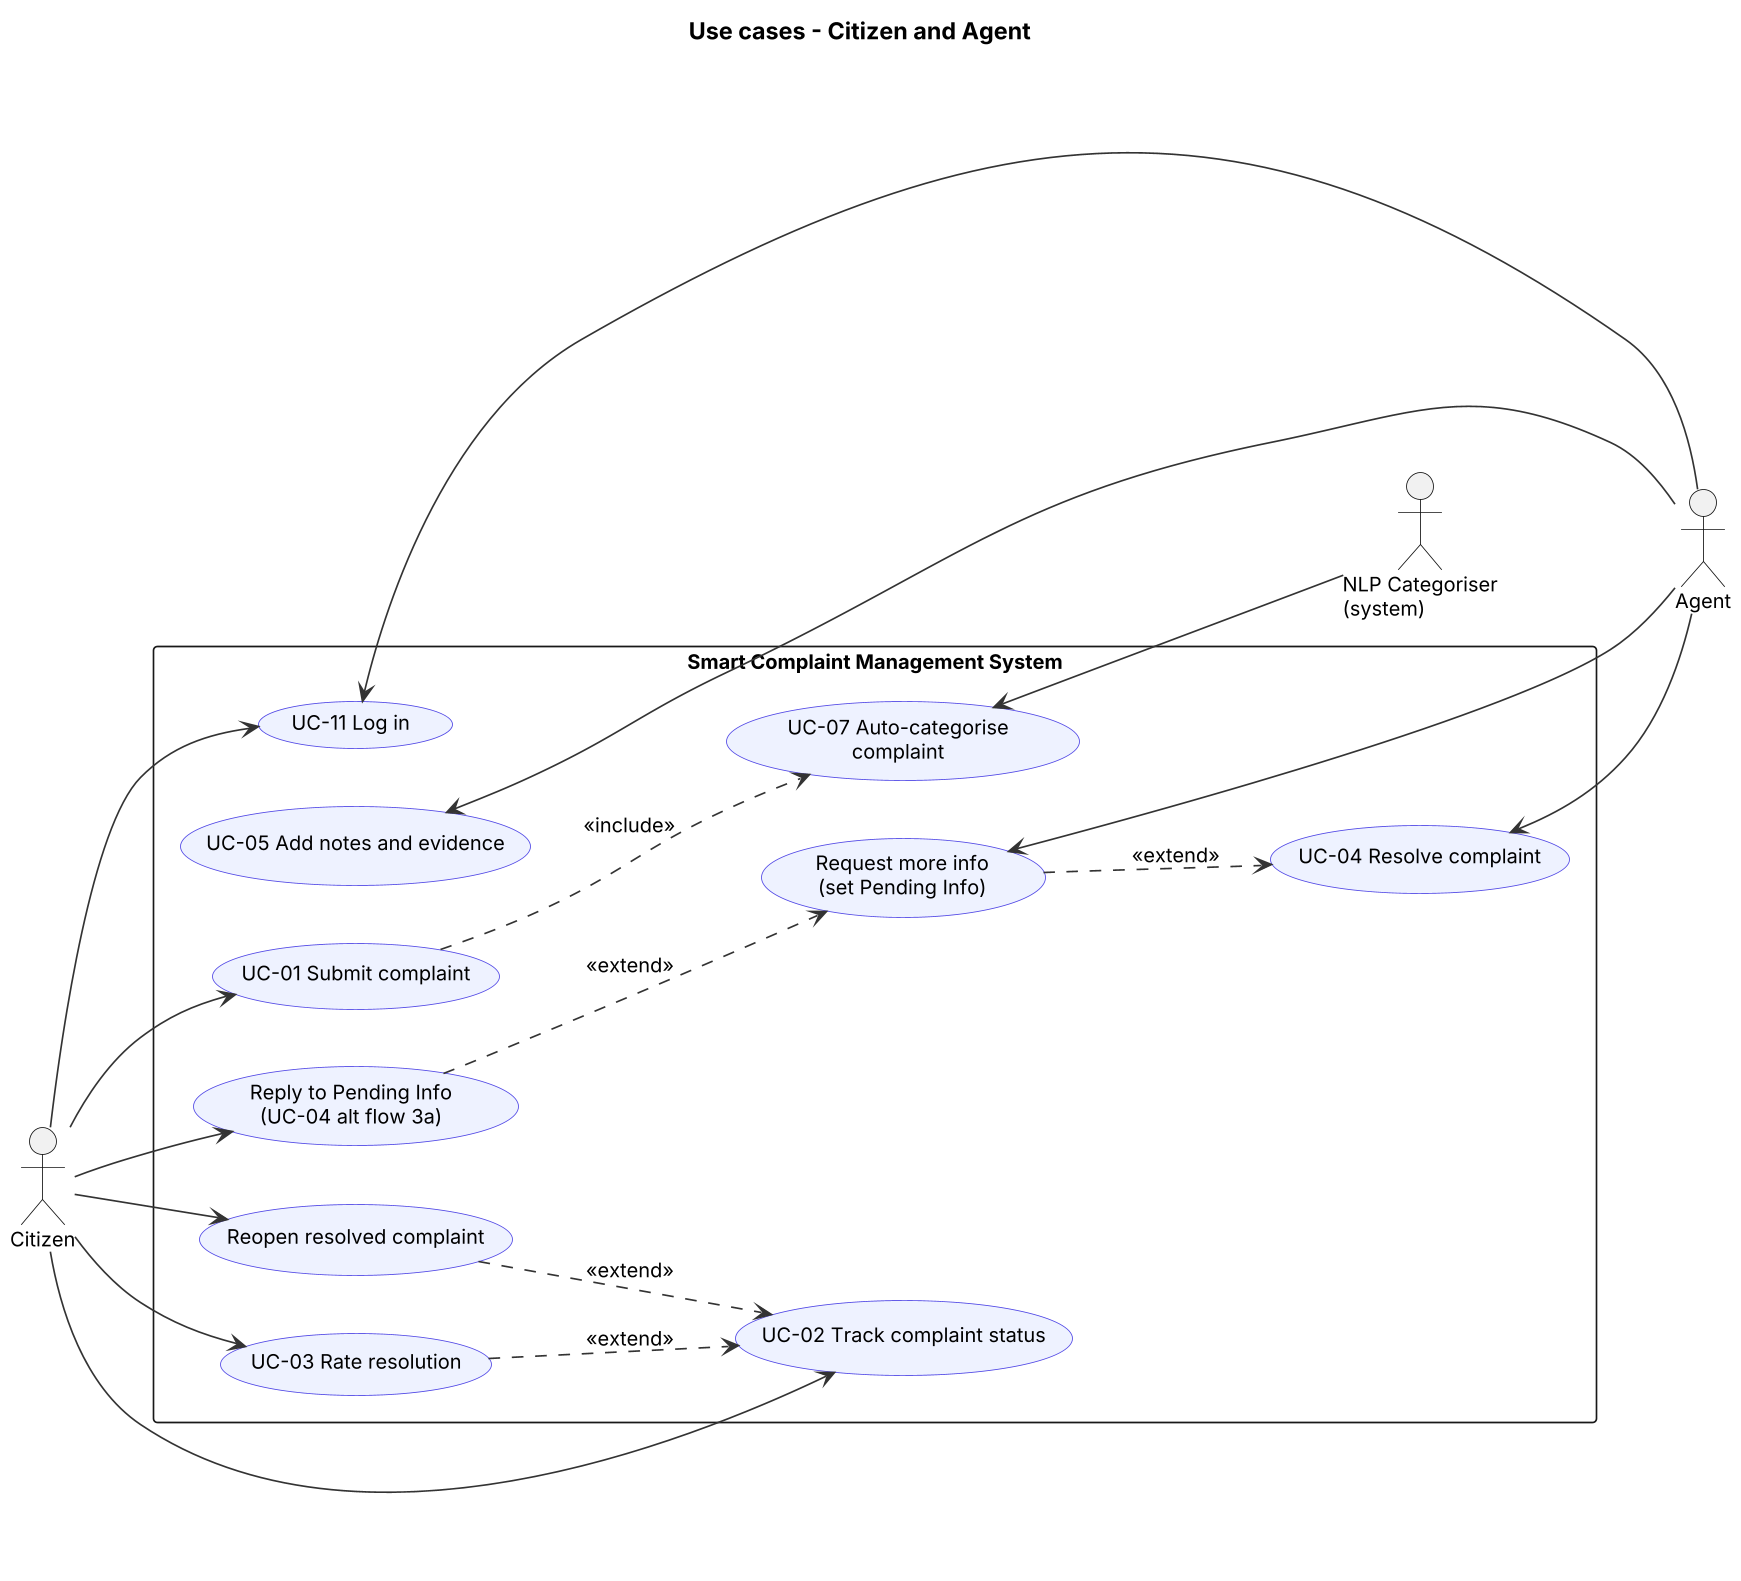 Use cases - Citizen and Agent
NLP Categoriser
(system)
Agent
Smart Complaint Management System
UC-11 Log in
UC-07 Auto-categorise
complaint
UC-05 Add notes and evidence
«include»
Request more info
(set Pending Info)
«extend»
UC-04 Resolve complaint
UC-01 Submit complaint
«extend»
Reply to Pending Info
(UC-04 alt flow 3a)
Citizen
Reopen resolved complaint
«extend»
UC-03 Rate resolution
«extend»
UC-02 Track complaint status